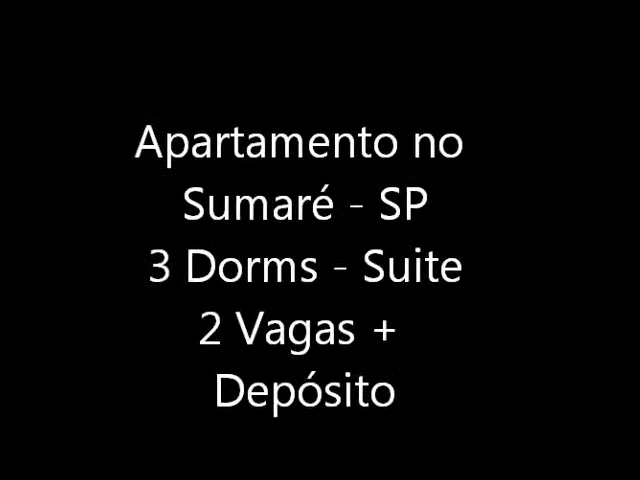 Apartamento no
Sumaré - SP
3 Dorms - Suite
2 Vagas +
Depósito